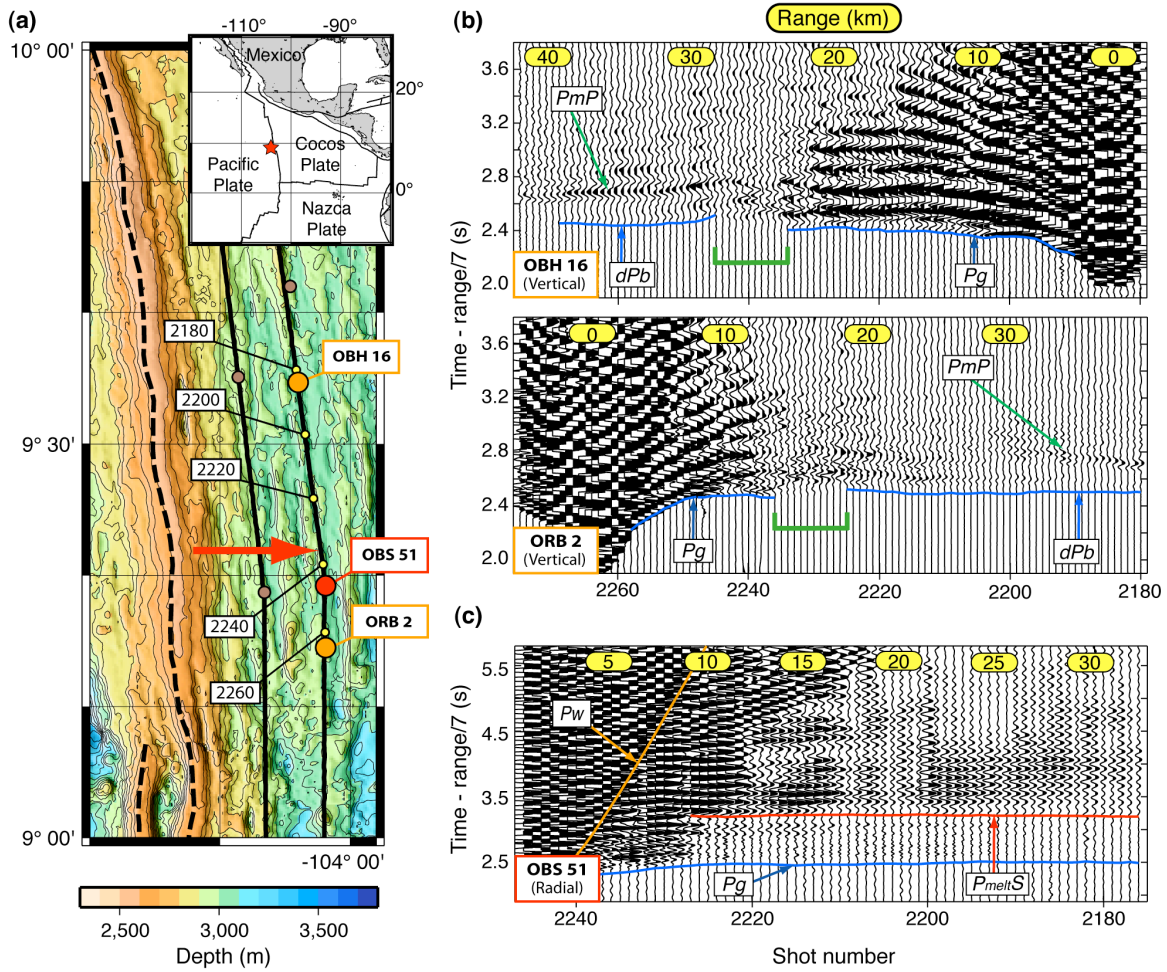 (a)
-110° -90°
10° 00'
Mexico
20°
Cocos
Plate
Pacific
Plate
0°
Nazca
Plate
2180
OBH 16
2200
9° 30'
2220
OBS 51
2240
ORB 2
2260
9° 00'
-104° 00'
2,500 3,000 3,500
Depth (m)
(b)
Range (km)
40 30 20 10 0
3.6
3.2
2.8
2.4
2.0
PmP
OBH 16
(Vertical)
dPb
Pg
2260 2240 2220 2200 2180
Time - range/7 (s)
0 10 20 30
3.6
3.2
2.8
2.4
2.0
PmP
ORB 2
(Vertical)
Pg
dPb
2260 2240 2220 2200 2180
(c)
5 10 15 20 25 30
5.5
4.5
3.5
2.5
Time - range/7 (s)
Pw
OBS 51
(Radial)
Pg
PmeltS
2240 2220 2200 2180
Shot number